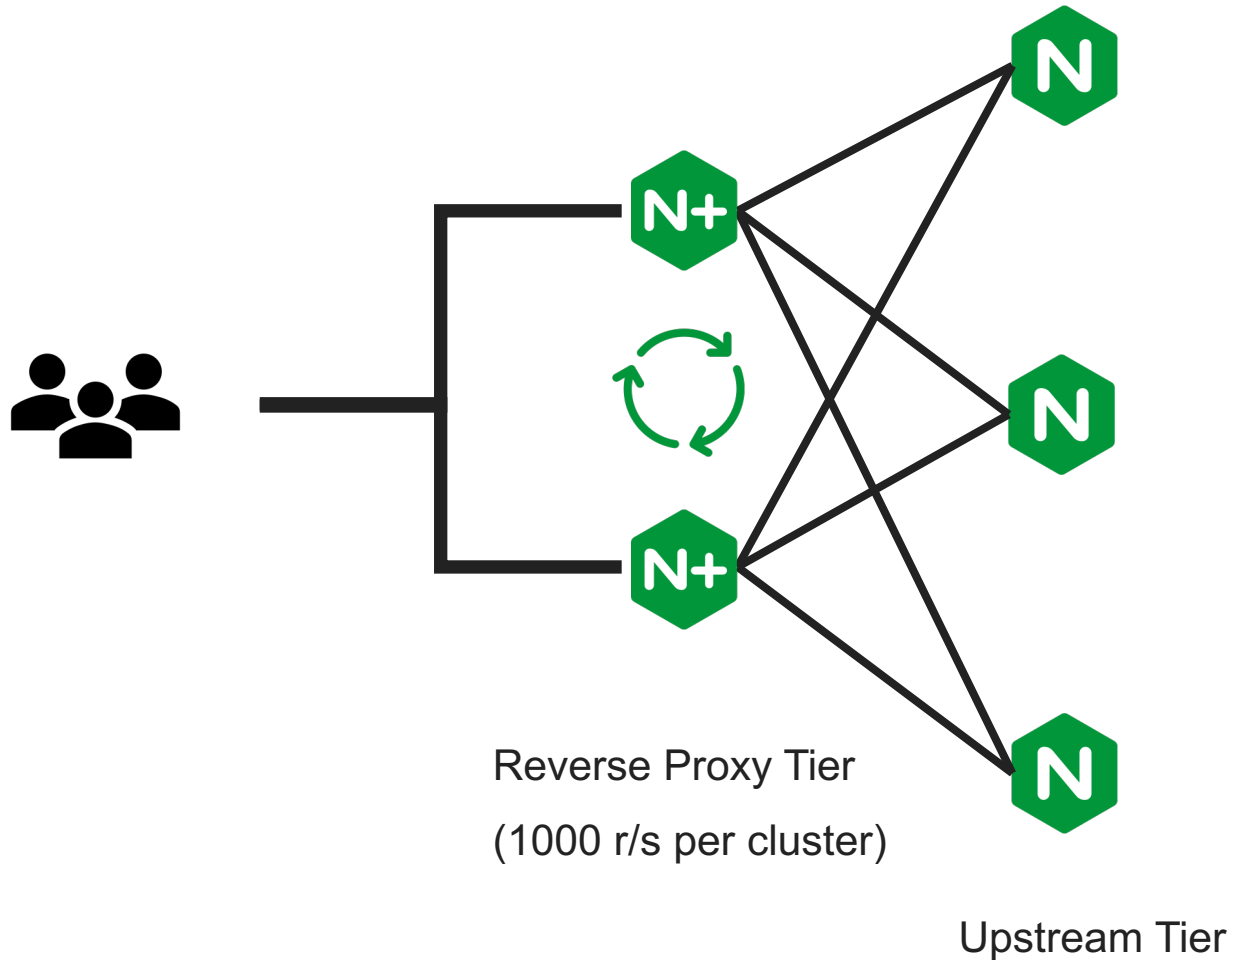 N
N+
N
N+
Reverse Proxy Tier
(1000 r/s per cluster)
N
Upstream Tier